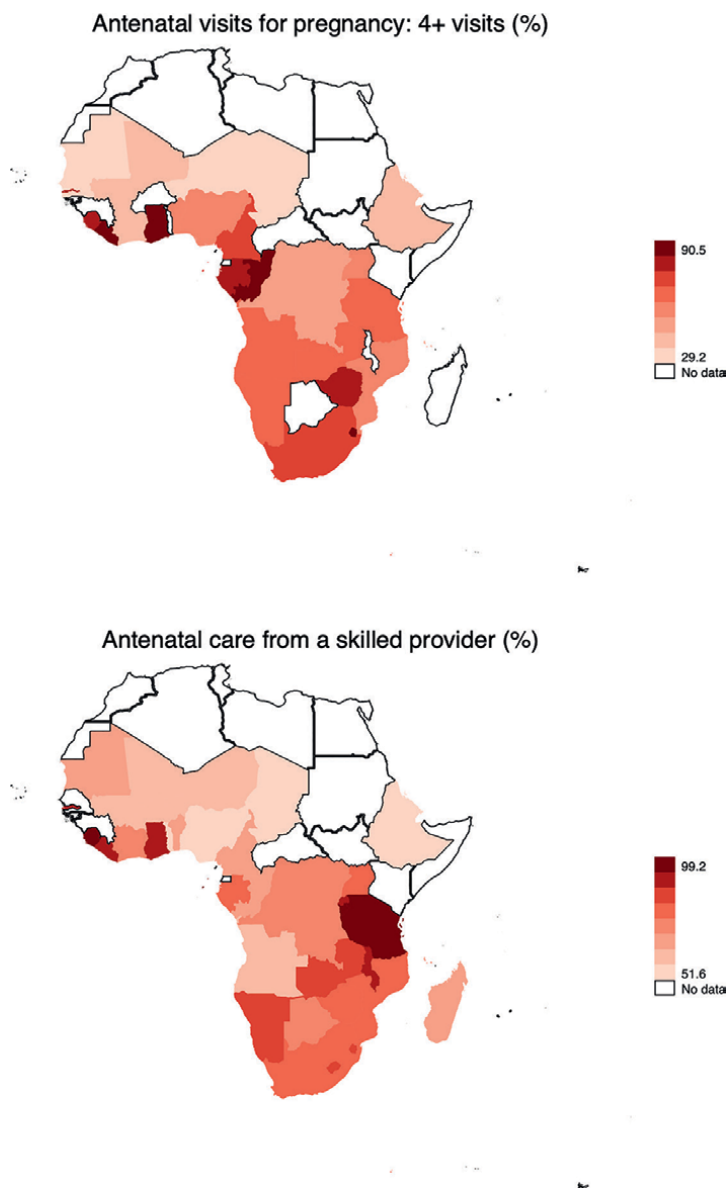 Antenatal visits for pregnancy: 4+ visits (%)
90.5
29.2
No data
Antenatal care from a skilled provider (%)
99.2
51.6
No data